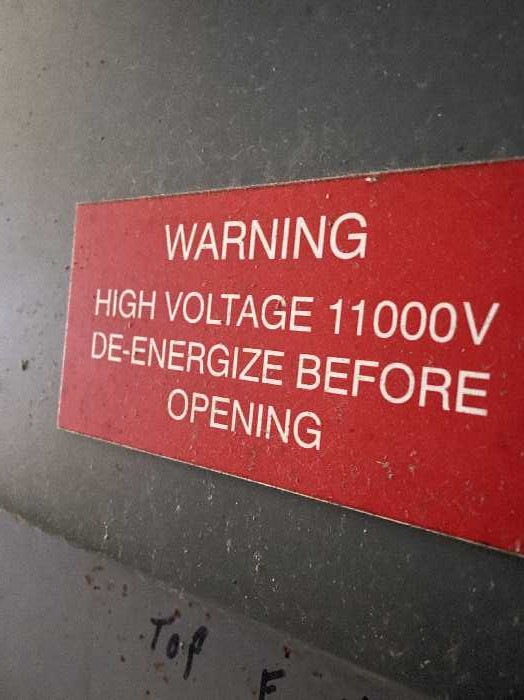 WARNING
HIGH VOLTAGE 11000V
DE-ENERGIZE BEFORE
OPENING
Top
F